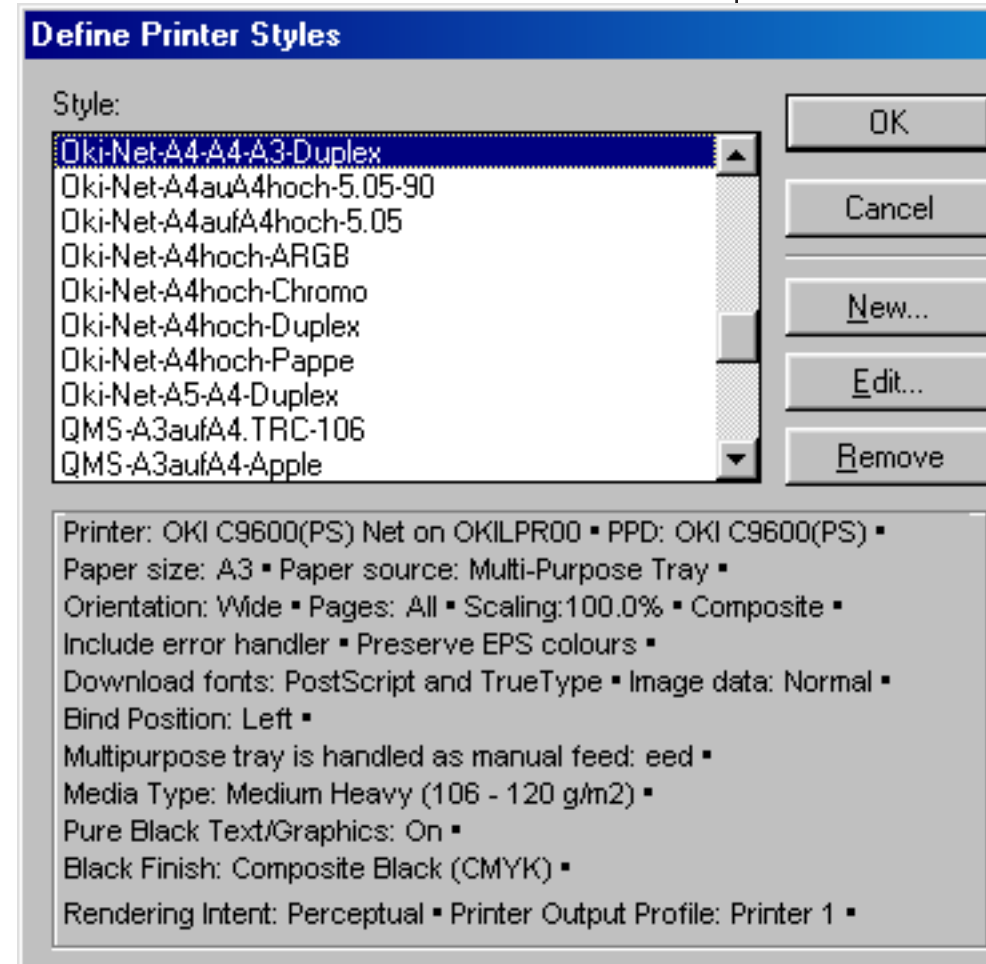 Define Printer Styles
Style:
OK
Oki-Net-A4-A4-A3-Duplex
Oki-Net-A4auA4hoch-5.05-90
Cancel
Oki-Net-A4aufA4hoch-5.05
Oki-Net-A4hoch-ARGB
Oki-Net-A4hoch-Chromo
New...
Oki-Net-A4hoch-Duplex
Oki-Net-A4hoch-Pappe
Edit...
Oki-Net-A5-A4-Duplex
QMS-A3aufA4.TRC-106
QMS-A3aufA4-Apple
Remove
Printer: OKI C9600(PS) Net on OKILPR00 ▪ PPD: OKI C9600(PS) ▪
Paper size: A3 ▪ Paper source: Multi-Purpose Tray ▪
Orientation: Wide ▪ Pages: All ▪ Scaling:100.0% ▪ Composite ▪
Include error handler ▪ Preserve EPS colours ▪
Download fonts: PostScript and TrueType ▪ Image data: Normal ▪
Bind Position: Left ▪
Multipurpose tray is handled as manual feed: eed ▪
Media Type: Medium Heavy (106 - 120 g/m2) ▪
Pure Black Text/Graphics: On ▪
Black Finish: Composite Black (CMYK) ▪
Rendering Intent: Perceptual ▪ Printer Output Profile: Printer 1 ▪